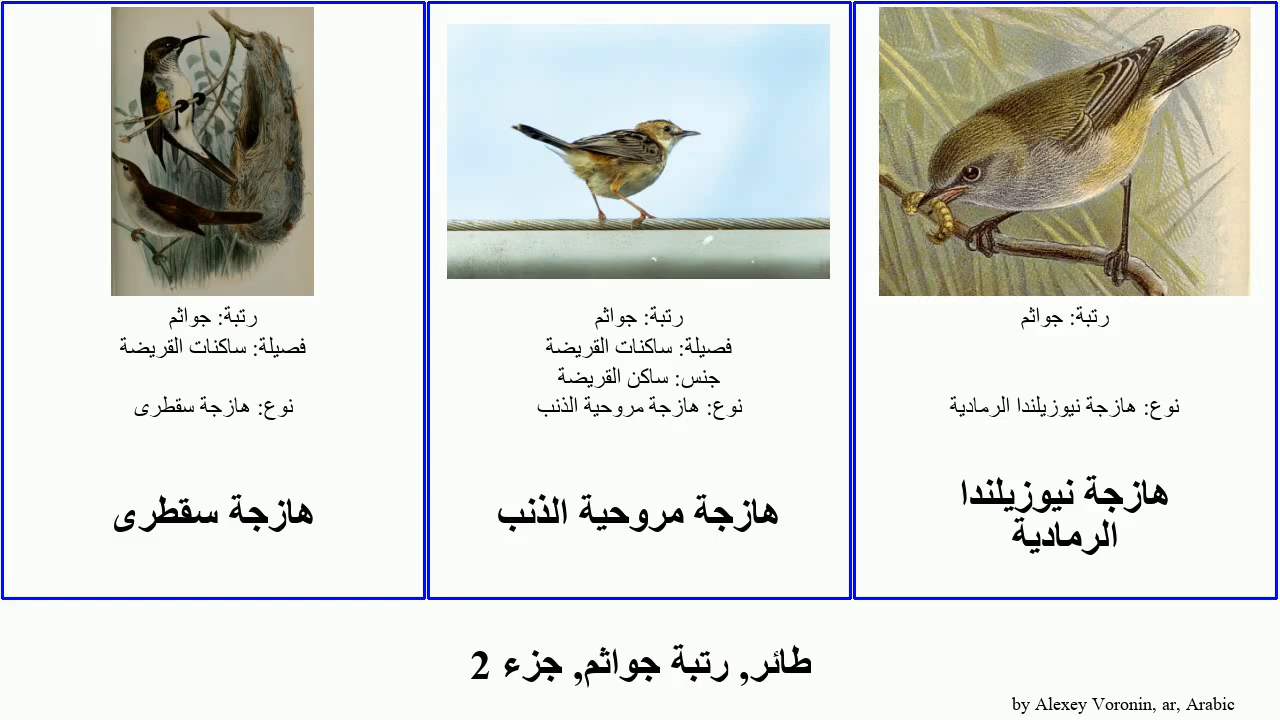 رتبة: جواثم
فصيلة: ساكنات القريضة
نوع: هازجة سقطرى
هازجة سقطرى
رتبة: جواثم
فصيلة: ساكنات القريضة
جنس: ساكن القريضة
نوع: هازجة مروحية الذنب
هازجة مروحية الذنب
رتبة: جواثم
نوع: هازجة نيوزيلندا الرمادية
هازجة نيوزيلندا
الرمادية
طائر, رتبة جواثم, جزء 2
by Alexey Voronin, ar, Arabic